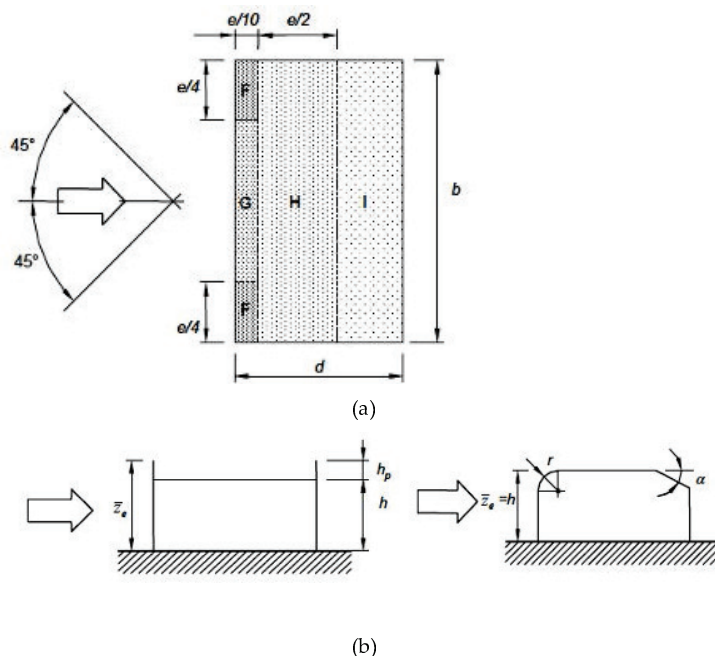 e/10 e/2
e/4
F
45°
G H I b
45°
e/4
F
d
(a)
r
h_p
z̄_e h z̄_e =h α
(b)